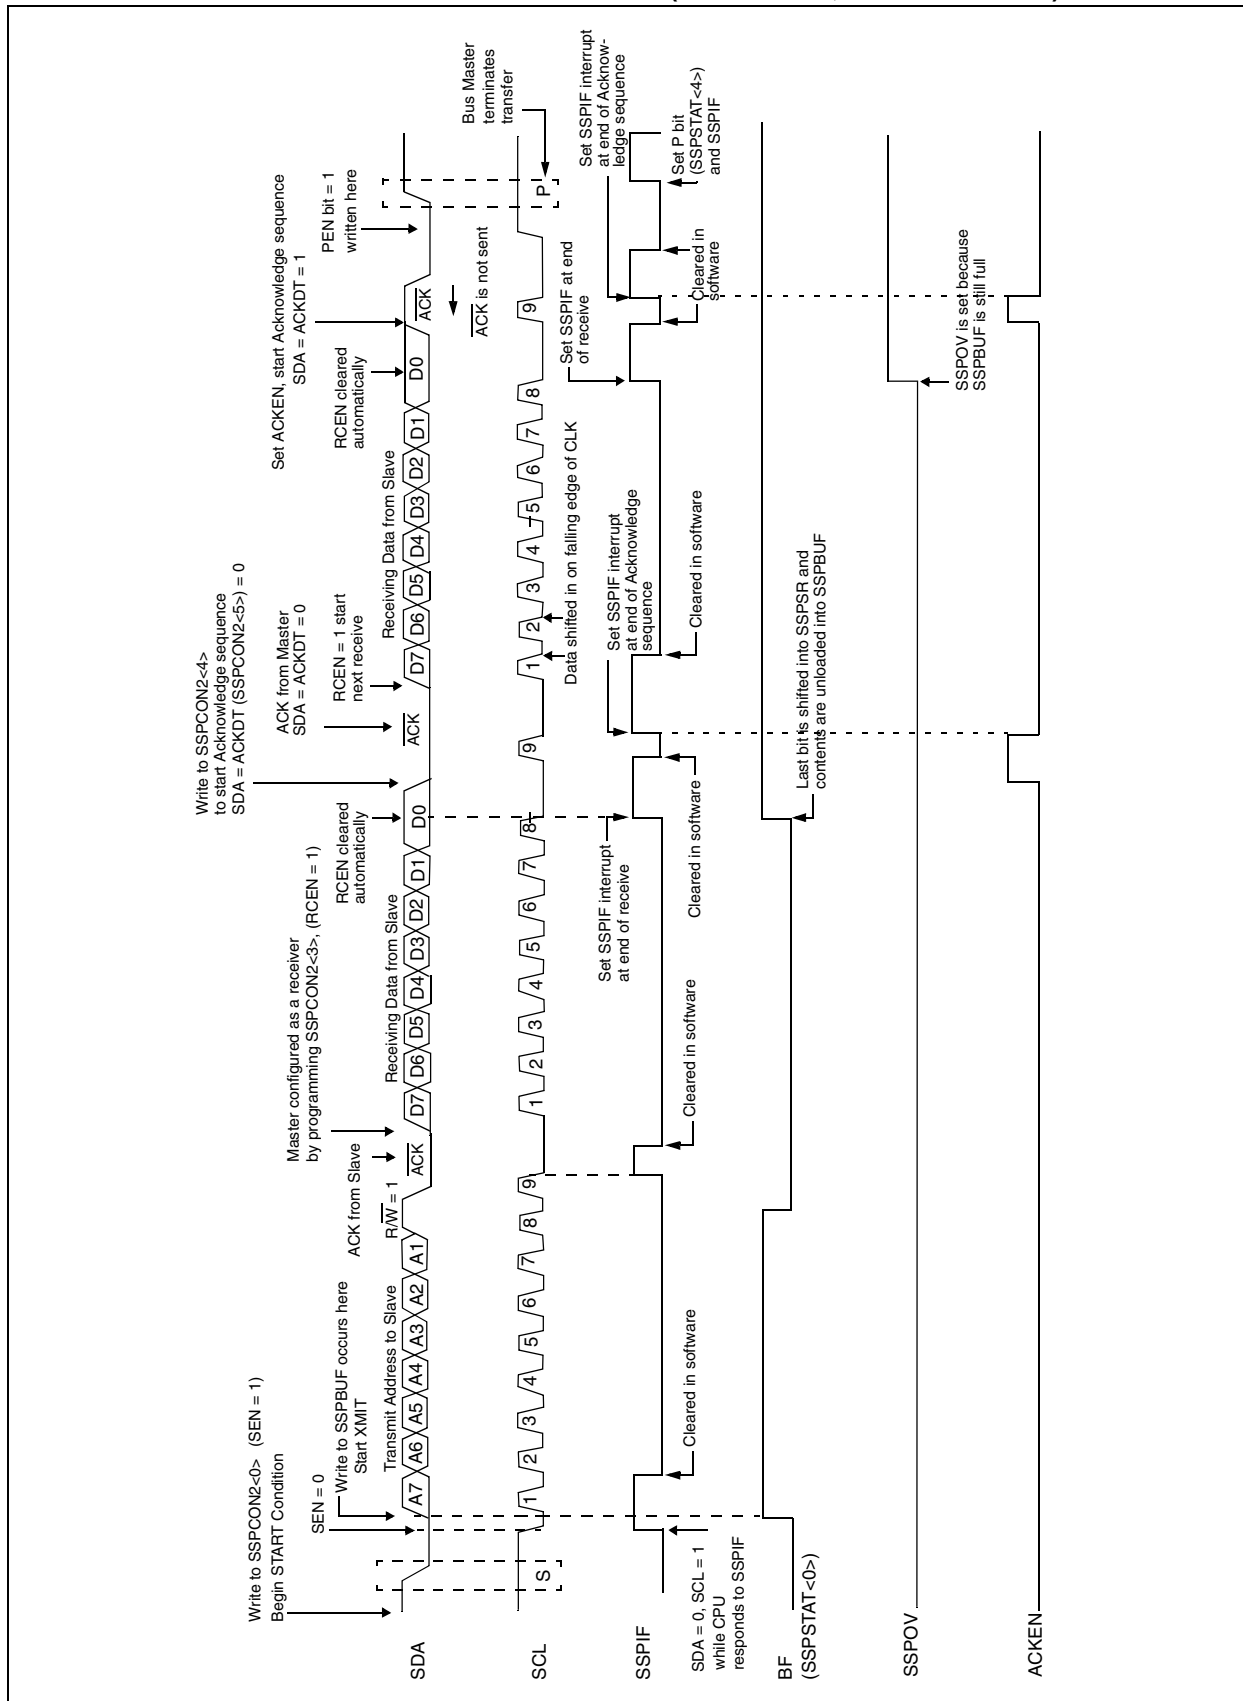 Write to SSPCON2<0> (SEN = 1)
Begin START Condition
SEN = 0
Write to SSPBUF occurs here
Start XMIT
Transmit Address to Slave
ACK from Slave
R/W = 1
Master configured as a receiver
by programming SSPCON2<3>, (RCEN = 1)
Receiving Data from Slave
RCEN cleared
automatically
Write to SSPCON2<4>
to start Acknowledge sequence
SDA = ACKDT (SSPCON2<5>) = 0
ACK from Master
SDA = ACKDT = 0
RCEN = 1 start
next receive
Receiving Data from Slave
RCEN cleared
automatically
Set ACKEN, start Acknowledge sequence
SDA = ACKDT = 1
PEN bit = 1
written here
SDA
A7 A6 A5 A4 A3 A2 A1
ACK
D7 D6 D5 D4 D3 D2 D1 D0
ACK
D7 D6 D5 D4 D3 D2 D1 D0
ACK
ACK is not sent
Bus Master
terminates
transfer
SCL
S
1 2 3 4 5 6 7 8 9
1 2 3 4 5 6 7 8 9
1 2 3 4 5 6 7 8 9
P
Data shifted in on falling edge of CLK
Set SSPIF interrupt
at end of receive
Set SSPIF interrupt
at end of Acknowledge
sequence
Set SSPIF at end
of receive
Set SSPIF interrupt
at end of Acknow-
ledge sequence
SSPIF
SDA = 0, SCL = 1
while CPU
responds to SSPIF
Cleared in software
Cleared in software
Cleared in software
Cleared in software
Cleared in software
Cleared in
software
Set P bit
(SSPSTAT<4>)
and SSPIF
BF
(SSPSTAT<0>)
Last bit is shifted into SSPSR and
contents are unloaded into SSPBUF
SSPOV
SSPOV is set because
SSPBUF is still full
ACKEN